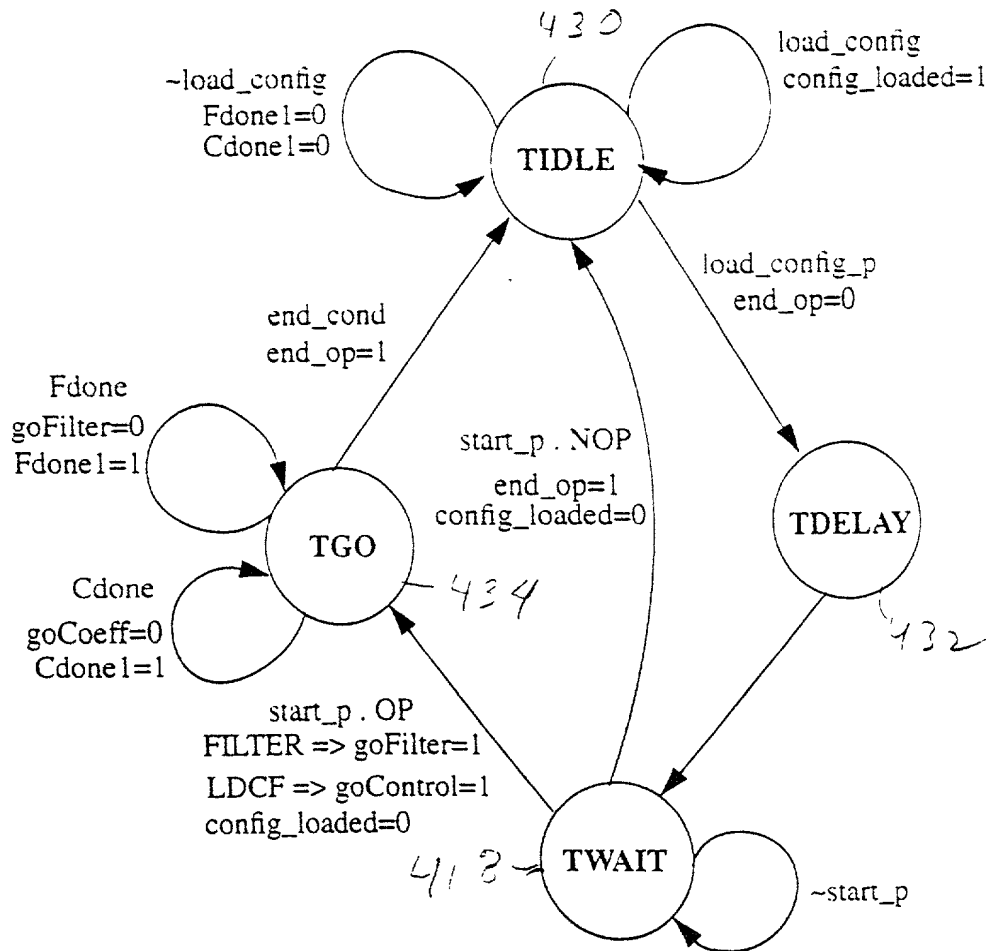 430
~load_config
Fdone1=0
Cdone1=0
load_config
config_loaded=1
TIDLE
load_config_p
end_op=0
end_cond
end_op=1
Fdone
goFilter=0
Fdone1=1
start_p . NOP
end_op=1
config_loaded=0
TGO
TDELAY
434
432
Cdone
goCoeff=0
Cdone1=1
start_p . OP
FILTER => goFilter=1
LDCF => goControl=1
config_loaded=0
418
TWAIT
~start_p